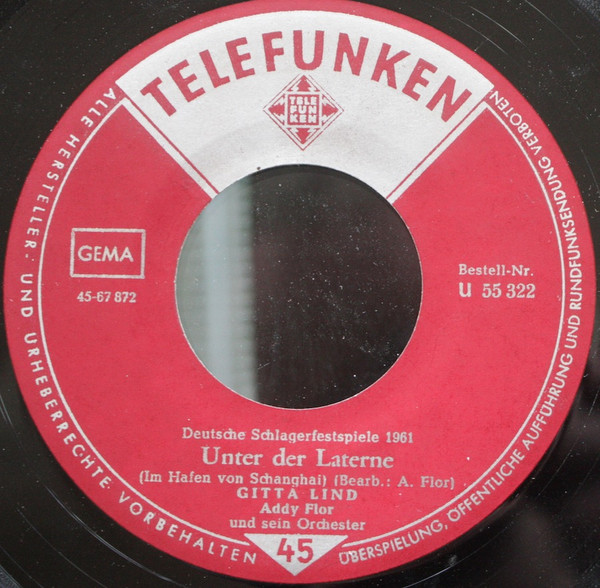 TELEFUNKEN
TELE
FUN
KEN
GEMA
45-67 872
Bestell-Nr.
U 55 322
Deutsche Schlagerfestspiele 1961
Unter der Laterne
(Im Hafen von Schanghai) (Bearb.: A. Flor)
GITTA LIND
Addy Flor
und sein Orchester
45
ALLE HERSTELLER- UND URHEBERRECHTE VORBEHALTEN
ÜBERSPIELUNG, ÖFFENTLICHE AUFFÜHRUNG UND RUNDFUNKSENDUNG VERBOTEN